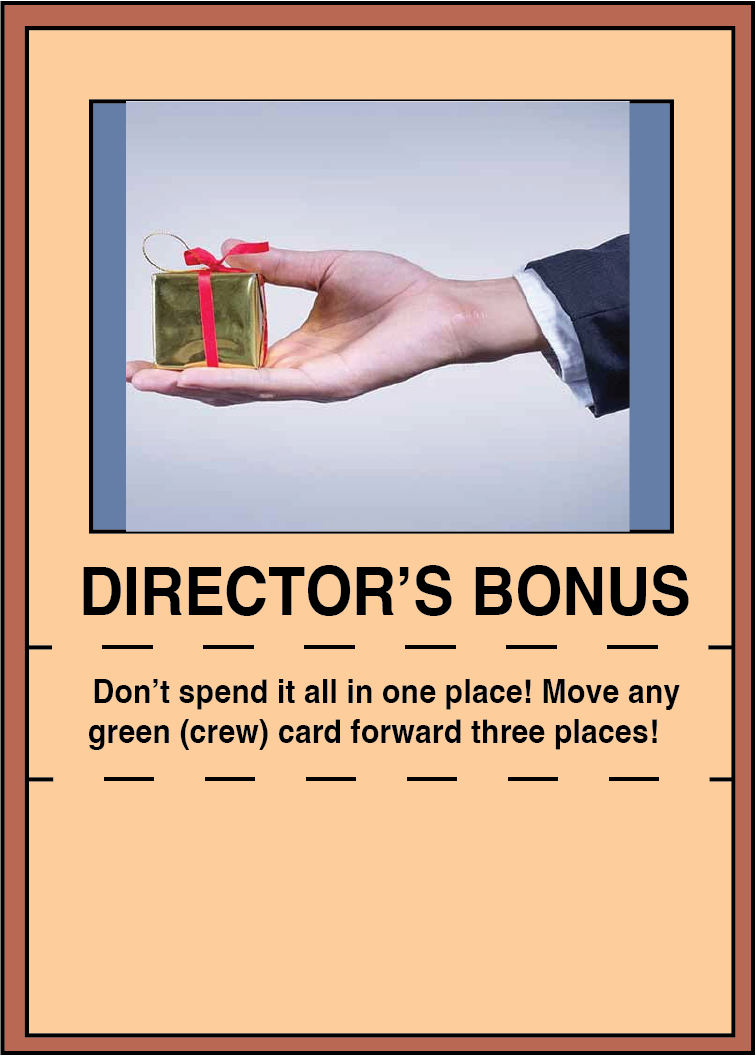 DIRECTOR’S BONUS
Don’t spend it all in one place! Move any
green (crew) card forward three places!